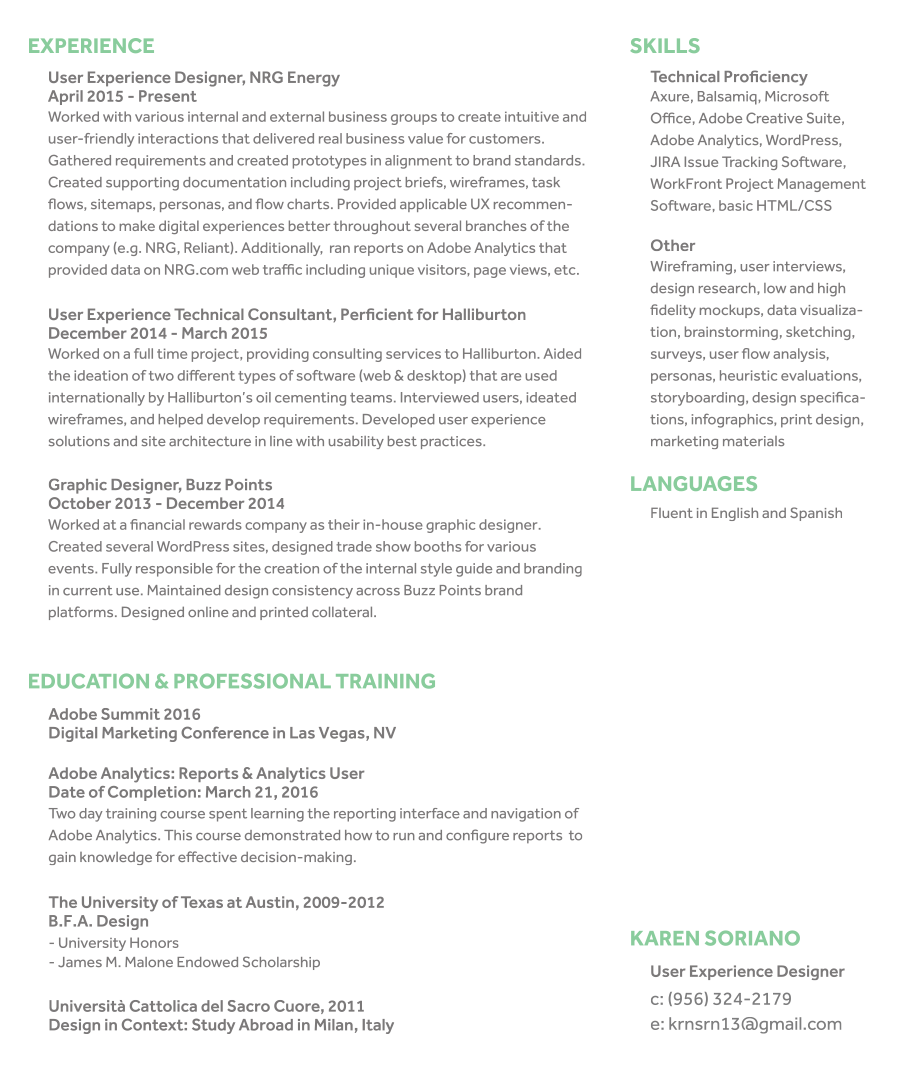 EXPERIENCE
User Experience Designer, NRG Energy
April 2015 - Present
Worked with various internal and external business groups to create intuitive and
user-friendly interactions that delivered real business value for customers.
Gathered requirements and created prototypes in alignment to brand standards.
Created supporting documentation including project briefs, wireframes, task
flows, sitemaps, personas, and flow charts. Provided applicable UX recommen-
dations to make digital experiences better throughout several branches of the
company (e.g. NRG, Reliant). Additionally, ran reports on Adobe Analytics that
provided data on NRG.com web traffic including unique visitors, page views, etc.
User Experience Technical Consultant, Perficient for Halliburton
December 2014 - March 2015
Worked on a full time project, providing consulting services to Halliburton. Aided
the ideation of two different types of software (web & desktop) that are used
internationally by Halliburton's oil cementing teams. Interviewed users, ideated
wireframes, and helped develop requirements. Developed user experience
solutions and site architecture in line with usability best practices.
Graphic Designer, Buzz Points
October 2013 - December 2014
Worked at a financial rewards company as their in-house graphic designer.
Created several WordPress sites, designed trade show booths for various
events. Fully responsible for the creation of the internal style guide and branding
in current use. Maintained design consistency across Buzz Points brand
platforms. Designed online and printed collateral.
EDUCATION & PROFESSIONAL TRAINING
Adobe Summit 2016
Digital Marketing Conference in Las Vegas, NV
Adobe Analytics: Reports & Analytics User
Date of Completion: March 21, 2016
Two day training course spent learning the reporting interface and navigation of
Adobe Analytics. This course demonstrated how to run and configure reports to
gain knowledge for effective decision-making.
The University of Texas at Austin, 2009-2012
B.F.A. Design
- University Honors
- James M. Malone Endowed Scholarship
Università Cattolica del Sacro Cuore, 2011
Design in Context: Study Abroad in Milan, Italy
SKILLS
Technical Proficiency
Axure, Balsamiq, Microsoft
Office, Adobe Creative Suite,
Adobe Analytics, WordPress,
JIRA Issue Tracking Software,
WorkFront Project Management
Software, basic HTML/CSS
Other
Wireframing, user interviews,
design research, low and high
fidelity mockups, data visualiza-
tion, brainstorming, sketching,
surveys, user flow analysis,
personas, heuristic evaluations,
storyboarding, design specifica-
tions, infographics, print design,
marketing materials
LANGUAGES
Fluent in English and Spanish
KAREN SORIANO
User Experience Designer
c: (956) 324-2179
e: krnsrn13@gmail.com